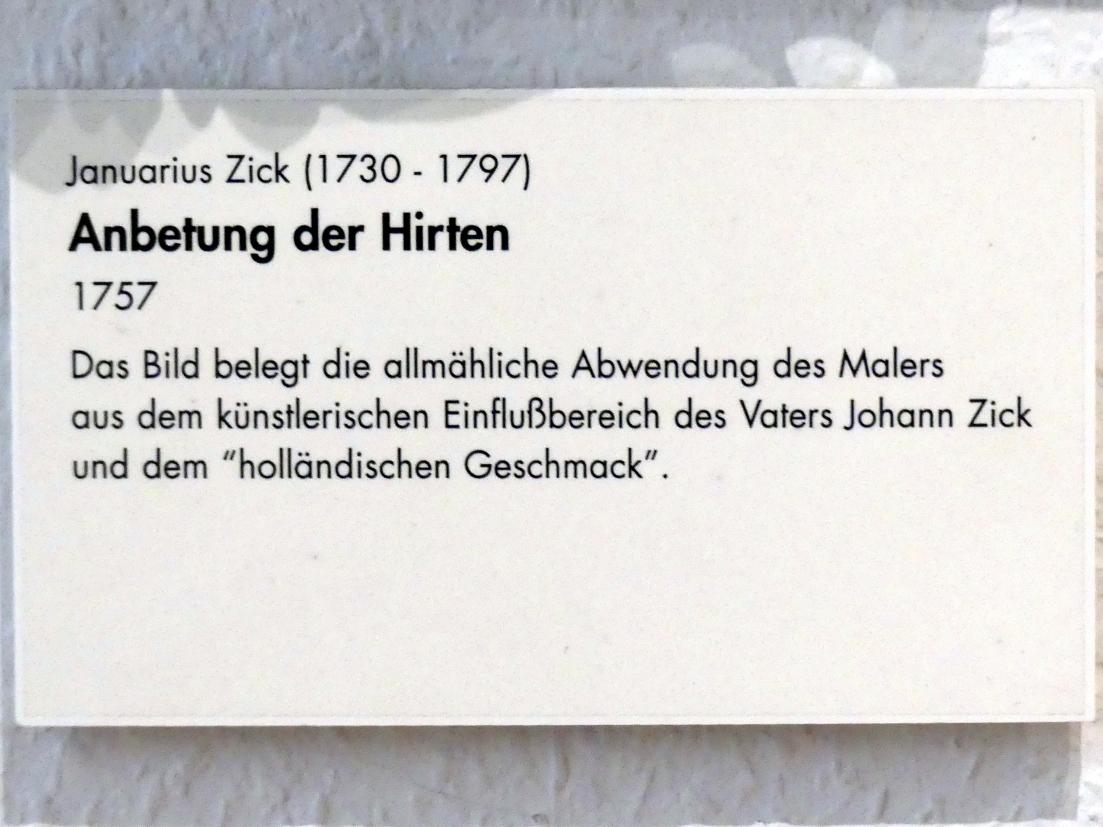 Januarius Zick (1730 - 1797)
Anbetung der Hirten
1757
Das Bild belegt die allmähliche Abwendung des Malers
aus dem künstlerischen Einflußbereich des Vaters Johann Zick
und dem “holländischen Geschmack”.